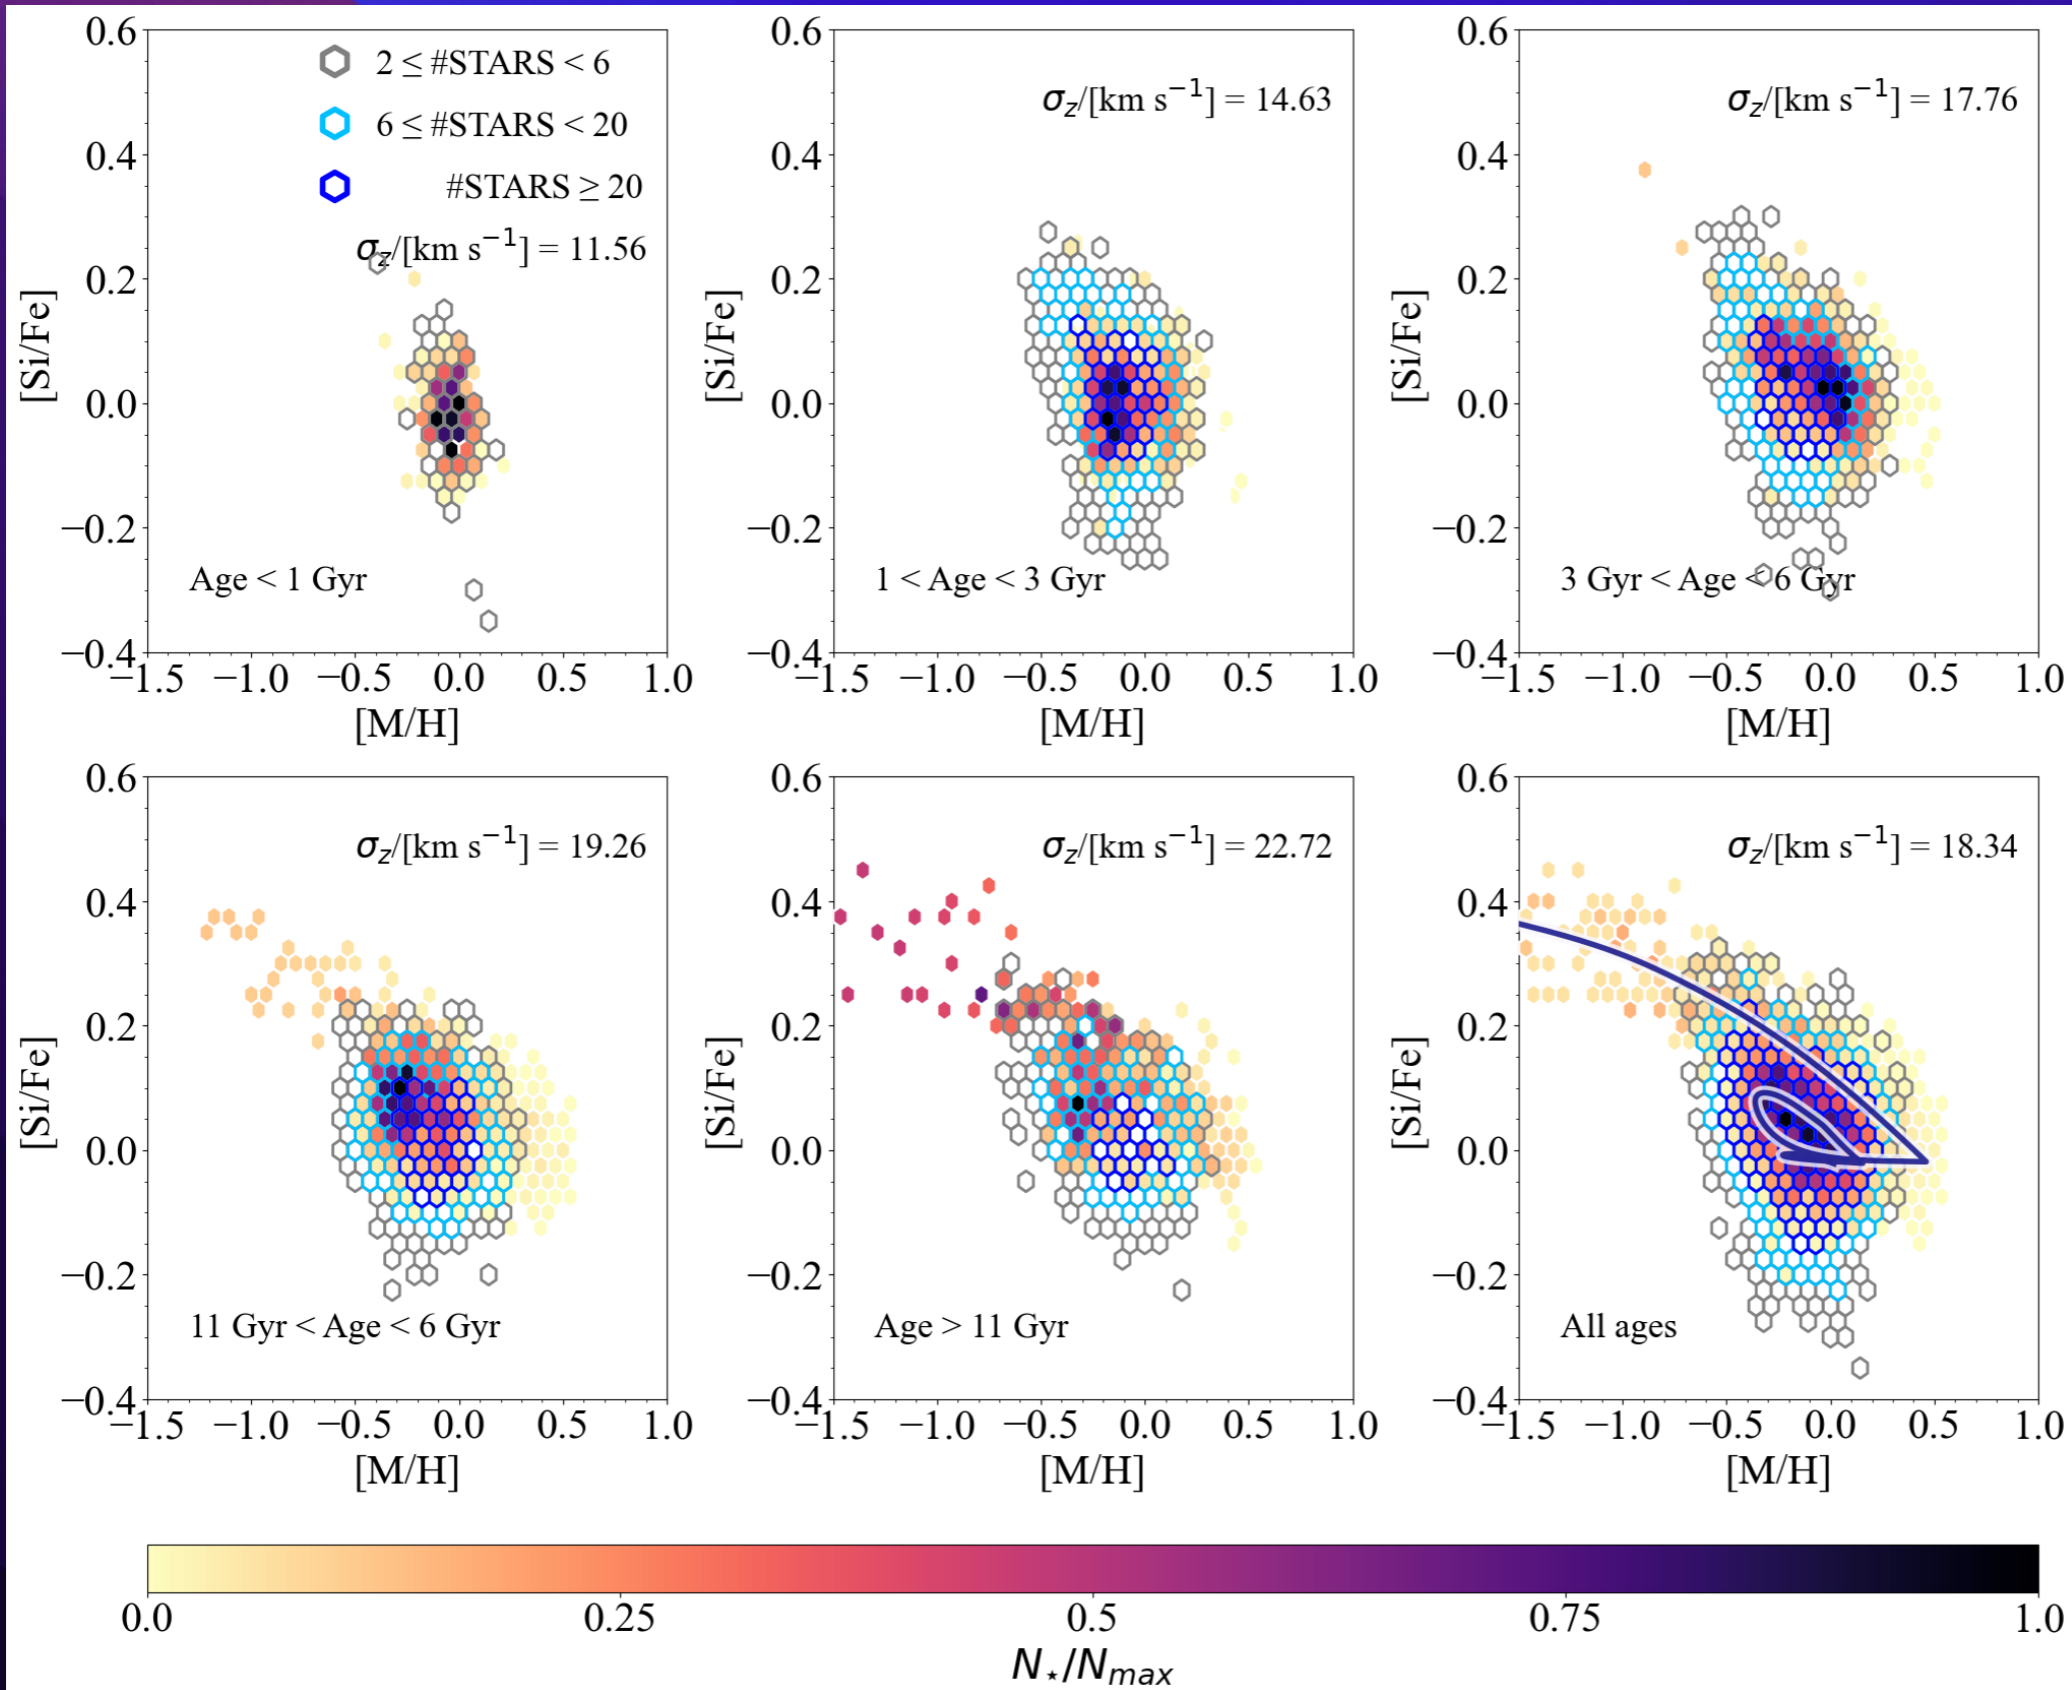 2 ≤ #STARS < 6
6 ≤ #STARS < 20
#STARS ≥ 20
σz/[km s⁻¹] = 11.56
Age < 1 Gyr
0.6
0.4
0.2
0.0
−0.2
−0.4
[Si/Fe]
−1.5 −1.0 −0.5 0.0 0.5 1.0
[M/H]
σz/[km s⁻¹] = 14.63
1 < Age < 3 Gyr
0.6
0.4
0.2
0.0
−0.2
−0.4
[Si/Fe]
−1.5 −1.0 −0.5 0.0 0.5 1.0
[M/H]
σz/[km s⁻¹] = 17.76
3 Gyr < Age < 6 Gyr
0.6
0.4
0.2
0.0
−0.2
−0.4
[Si/Fe]
−1.5 −1.0 −0.5 0.0 0.5 1.0
[M/H]
σz/[km s⁻¹] = 19.26
11 Gyr < Age < 6 Gyr
0.6
0.4
0.2
0.0
−0.2
−0.4
[Si/Fe]
−1.5 −1.0 −0.5 0.0 0.5 1.0
[M/H]
σz/[km s⁻¹] = 22.72
Age > 11 Gyr
0.6
0.4
0.2
0.0
−0.2
−0.4
[Si/Fe]
−1.5 −1.0 −0.5 0.0 0.5 1.0
[M/H]
σz/[km s⁻¹] = 18.34
All ages
0.6
0.4
0.2
0.0
−0.2
−0.4
[Si/Fe]
−1.5 −1.0 −0.5 0.0 0.5 1.0
[M/H]
0.0 0.25 0.5 0.75 1.0
N⋆/Nmax